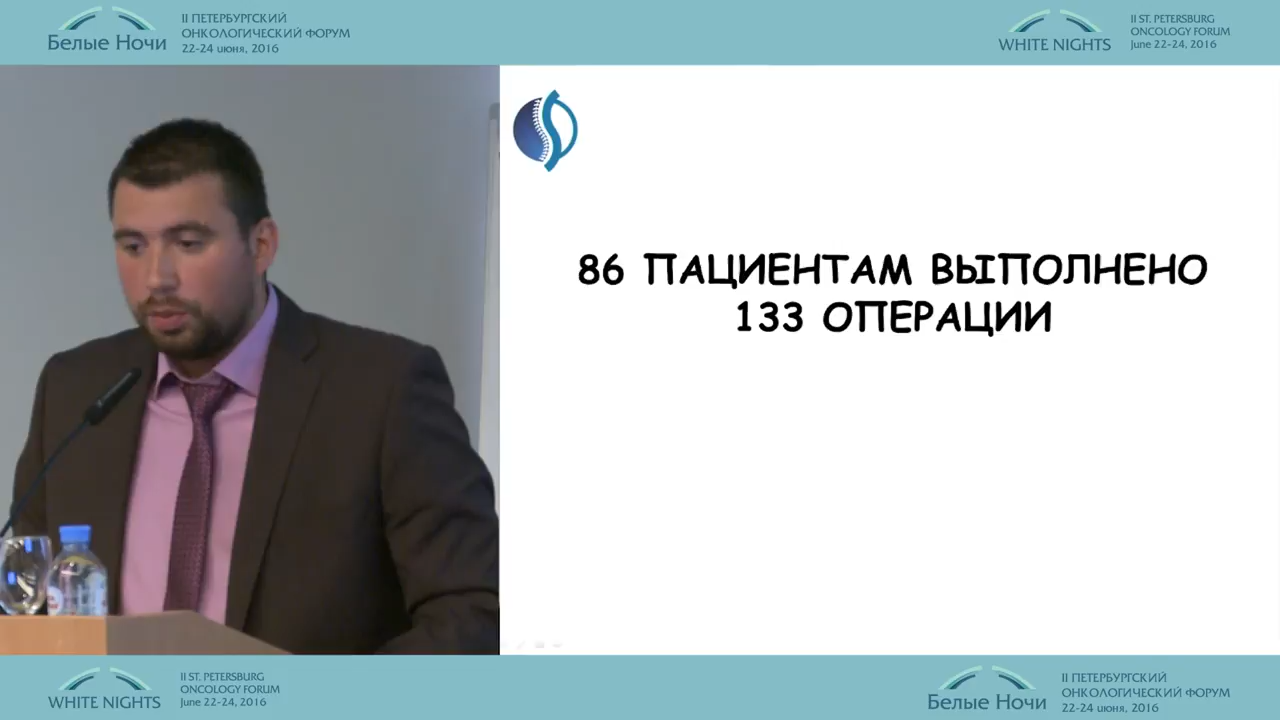 Белые Ночи
II ПЕТЕРБУРГСКИЙ
ОНКОЛОГИЧЕСКИЙ ФОРУМ
22-24 июня, 2016
WHITE NIGHTS
II ST. PETERSBURG
ONCOLOGY FORUM
June 22-24, 2016
86 ПАЦИЕНТАМ ВЫПОЛНЕНО
133 ОПЕРАЦИИ
WHITE NIGHTS
II ST. PETERSBURG
ONCOLOGY FORUM
June 22-24, 2016
Белые Ночи
II ПЕТЕРБУРГСКИЙ
ОНКОЛОГИЧЕСКИЙ ФОРУМ
22-24 июня, 2016